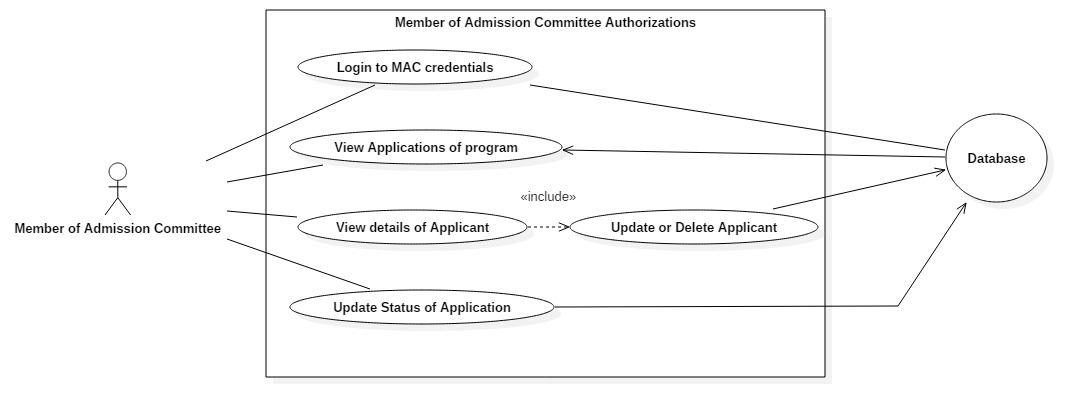 Member of Admission Committee Authorizations
Login to MAC credentials
View Applications of program
Database
«include»
Member of Admission Committee
View details of Applicant
Update or Delete Applicant
Update Status of Application